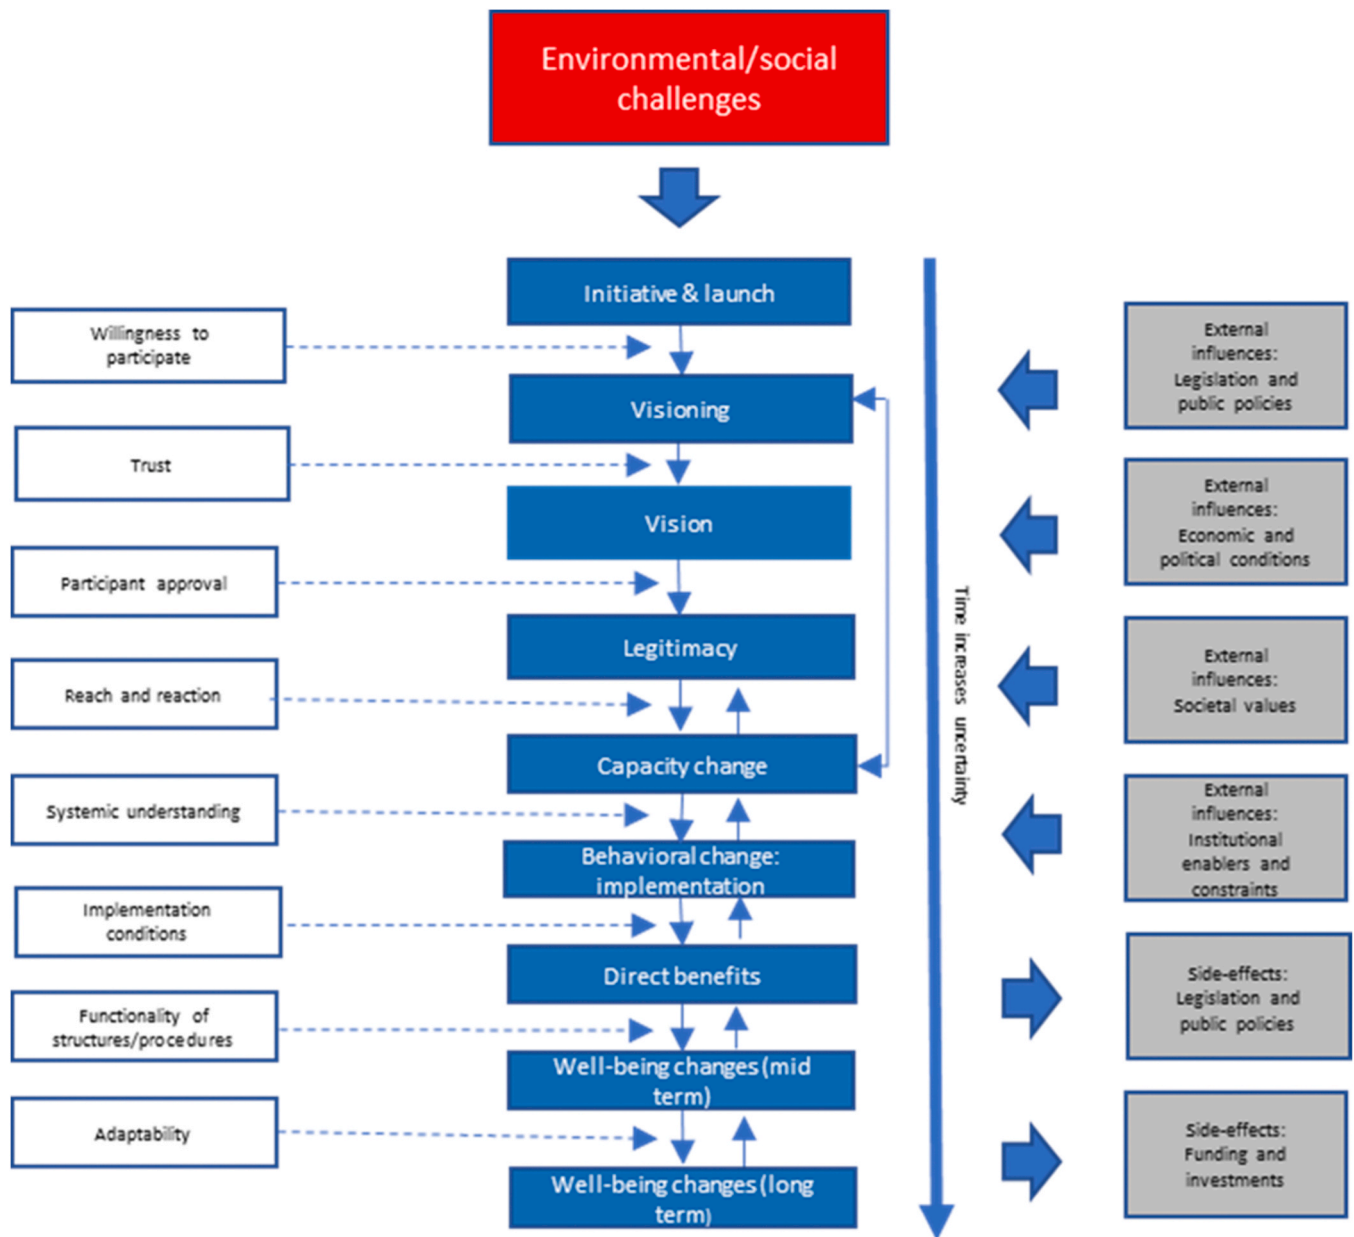 Environmental/social
challenges
Initiative & launch
Visioning
Vision
Legitimacy
Capacity change
Behavioral change:
implementation
Direct benefits
Well-being changes (mid
term)
Well-being changes (long
term)
Willingness to
participate
Trust
Participant approval
Reach and reaction
Systemic understanding
Implementation
conditions
Functionality of
structures/procedures
Adaptability
Time increases uncertainty
External
influences:
Legislation and
public policies
External
influences:
Economic and
political conditions
External
influences:
Societal values
External
influences:
Institutional
enablers and
constraints
Side-effects:
Legislation and
public policies
Side-effects:
Funding and
investments